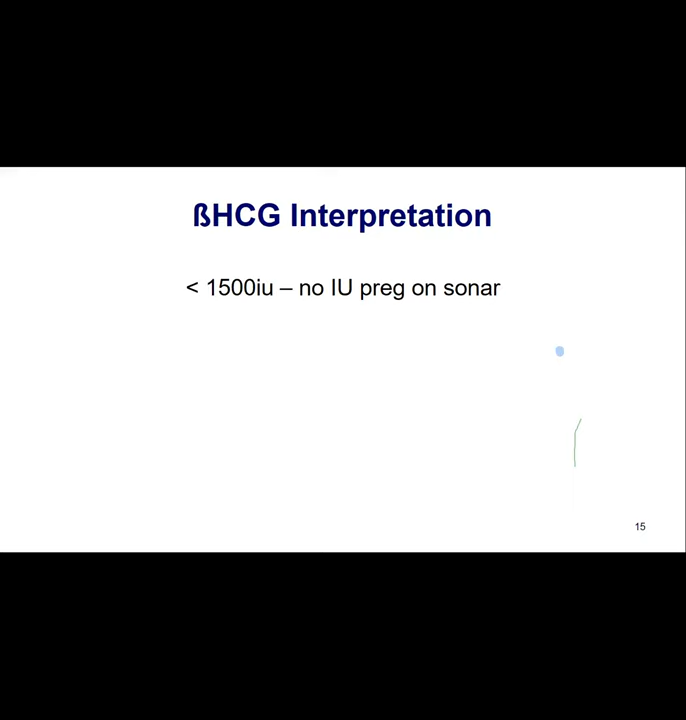 ßHCG Interpretation
< 1500iu – no IU preg on sonar
15